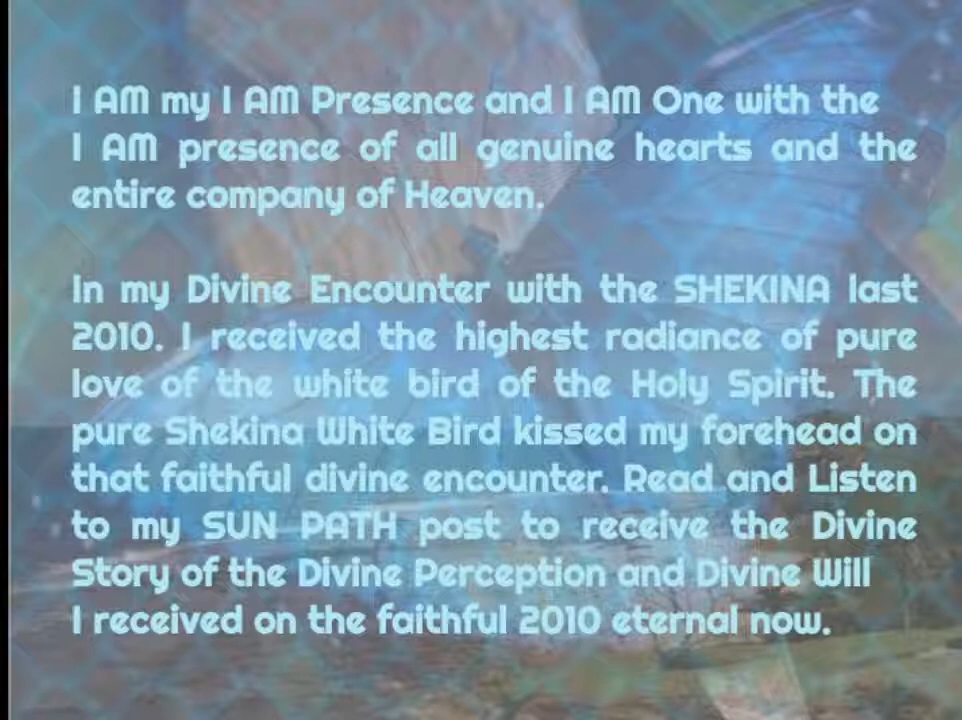 I AM my I AM Presence and I AM One with the
I AM presence of all genuine hearts and the
entire company of Heaven.
In my Divine Encounter with the SHEKINA last
2010. I received the highest radiance of pure
love of the white bird of the Holy Spirit. The
pure Shekina White Bird kissed my forehead on
that faithful divine encounter. Read and Listen
to my SUN PATH post to receive the Divine
Story of the Divine Perception and Divine Will
I received on the faithful 2010 eternal now.